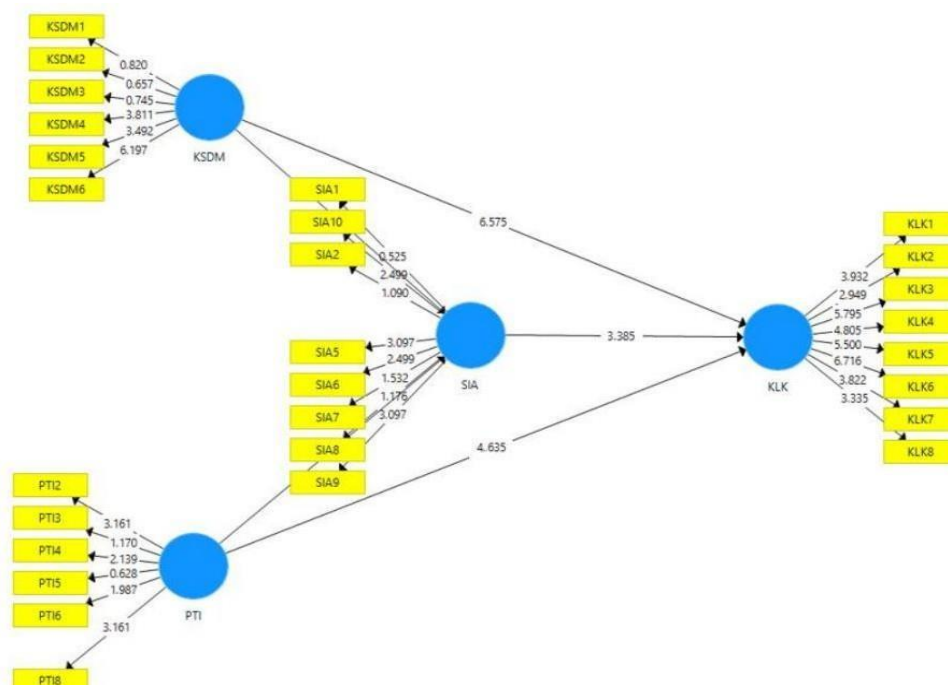 KSDM1
KSDM2
KSDM3
KSDM4
KSDM5
KSDM6
0.820
0.657
0.745
3.811
3.492
6.197
KSDM
SIA1
SIA10
SIA2
0.525
2.499
1.090
6.575
KLK1
KLK2
KLK3
KLK4
KLK5
KLK6
KLK7
KLK8
3.932
2.949
5.795
4.805
5.500
6.716
3.822
3.335
KLK
3.385
SIA
SIA5
SIA6
SIA7
SIA8
SIA9
3.097
2.499
1.532
1.176
3.097
4.635
PTI2
PTI3
PTI4
PTI5
PTI6
PTI8
3.161
1.170
2.139
0.628
1.987
3.161
PTI